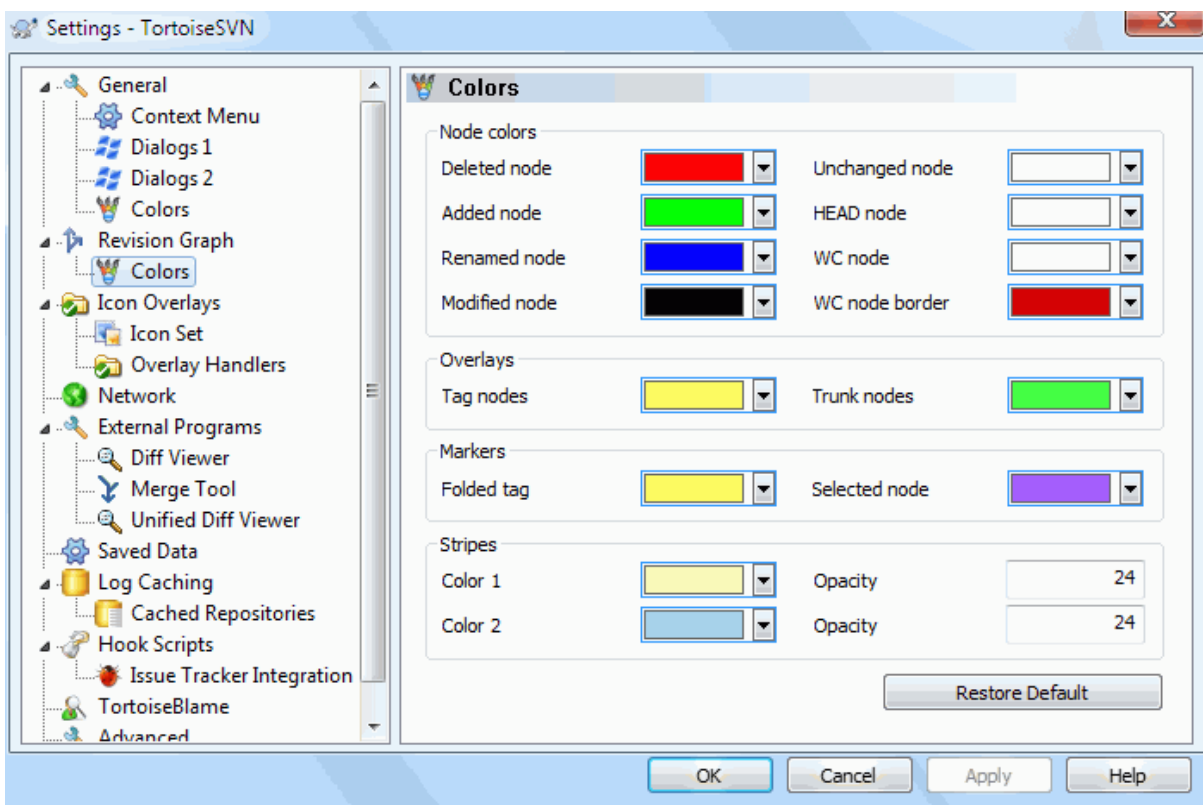 Settings - TortoiseSVN
General
Context Menu
Dialogs 1
Dialogs 2
Colors
Revision Graph
Colors
Icon Overlays
Icon Set
Overlay Handlers
Network
External Programs
Diff Viewer
Merge Tool
Unified Diff Viewer
Saved Data
Log Caching
Cached Repositories
Hook Scripts
Issue Tracker Integration
TortoiseBlame
Advanced
Colors
Node colors
Deleted node
Unchanged node
Added node
HEAD node
Renamed node
WC node
Modified node
WC node border
Overlays
Tag nodes
Trunk nodes
Markers
Folded tag
Selected node
Stripes
Color 1
Opacity
24
Color 2
Opacity
24
Restore Default
OK
Cancel
Apply
Help